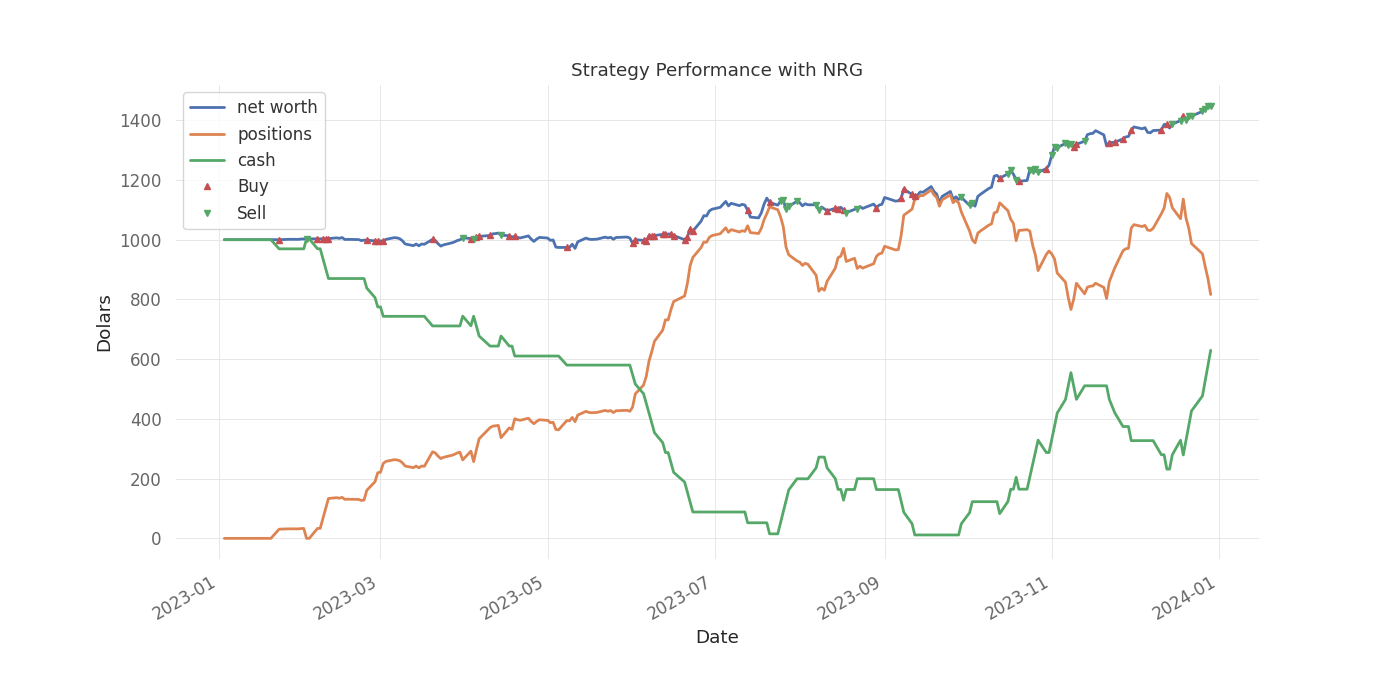 Strategy Performance with NRG
net worth
positions
cash
Buy
Sell
1400
1200
1000
800
600
400
200
0
Dolars
2023-01
2023-03
2023-05
2023-07
2023-09
2023-11
2024-01
Date